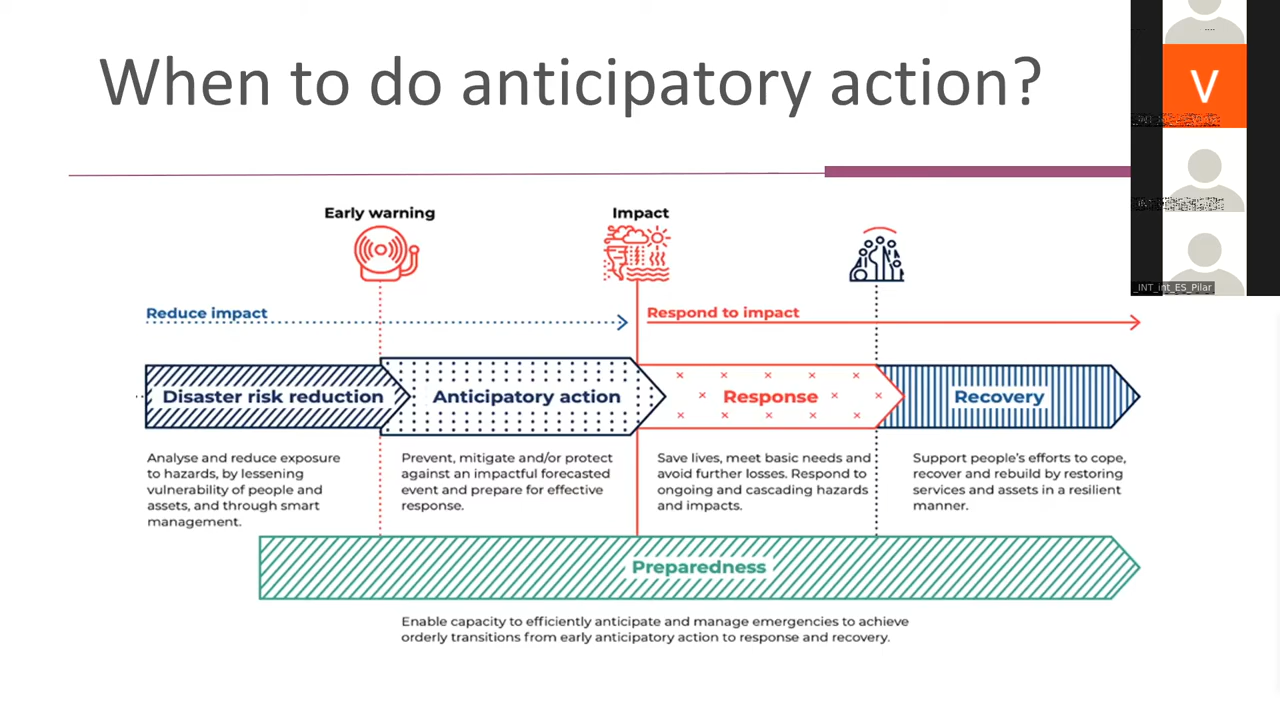 When to do anticipatory action?
V
_INT_int_ES_Pilar
Early warning
Impact
Reduce impact
Respond to impact
Disaster risk reduction
Anticipatory action
Response
Recovery
Analyse and reduce exposure
to hazards, by lessening
vulnerability of people and
assets, and through smart
management.
Prevent, mitigate and/or protect
against an impactful forecasted
event and prepare for effective
response.
Save lives, meet basic needs and
avoid further losses. Respond to
ongoing and cascading hazards
and impacts.
Support people's efforts to cope,
recover and rebuild by restoring
services and assets in a resilient
manner.
Preparedness
Enable capacity to efficiently anticipate and manage emergencies to achieve
orderly transitions from early anticipatory action to response and recovery.